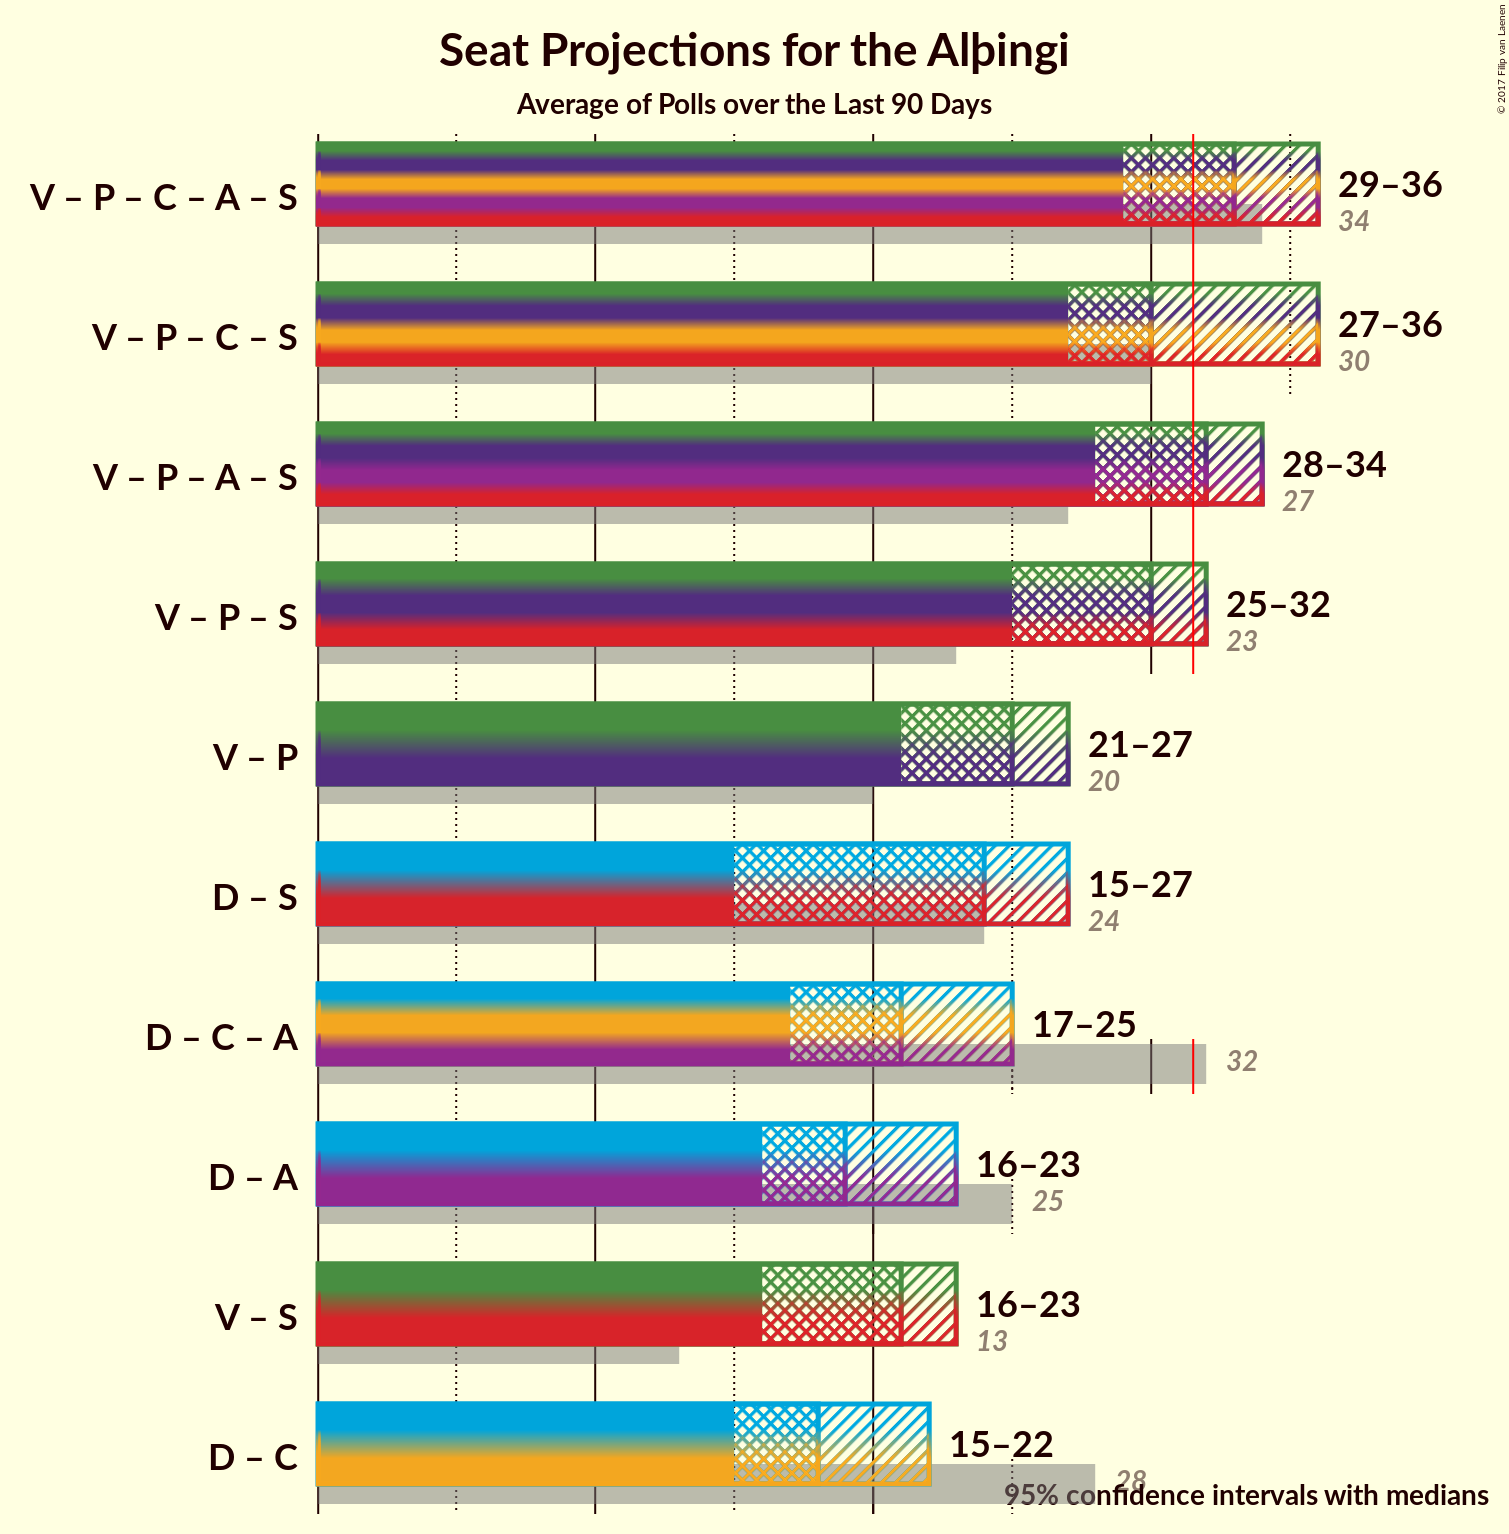 Seat Projections for the Alþingi
Average of Polls over the Last 90 Days
© 2017 Filip van Laenen
V – P – C – A – S
29–36
34
V – P – C – S
27–36
30
V – P – A – S
28–34
27
V – P – S
25–32
23
V – P
21–27
20
D – S
15–27
24
D – C – A
17–25
32
D – A
16–23
25
V – S
16–23
13
D – C
15–22
28
95% confidence intervals with medians